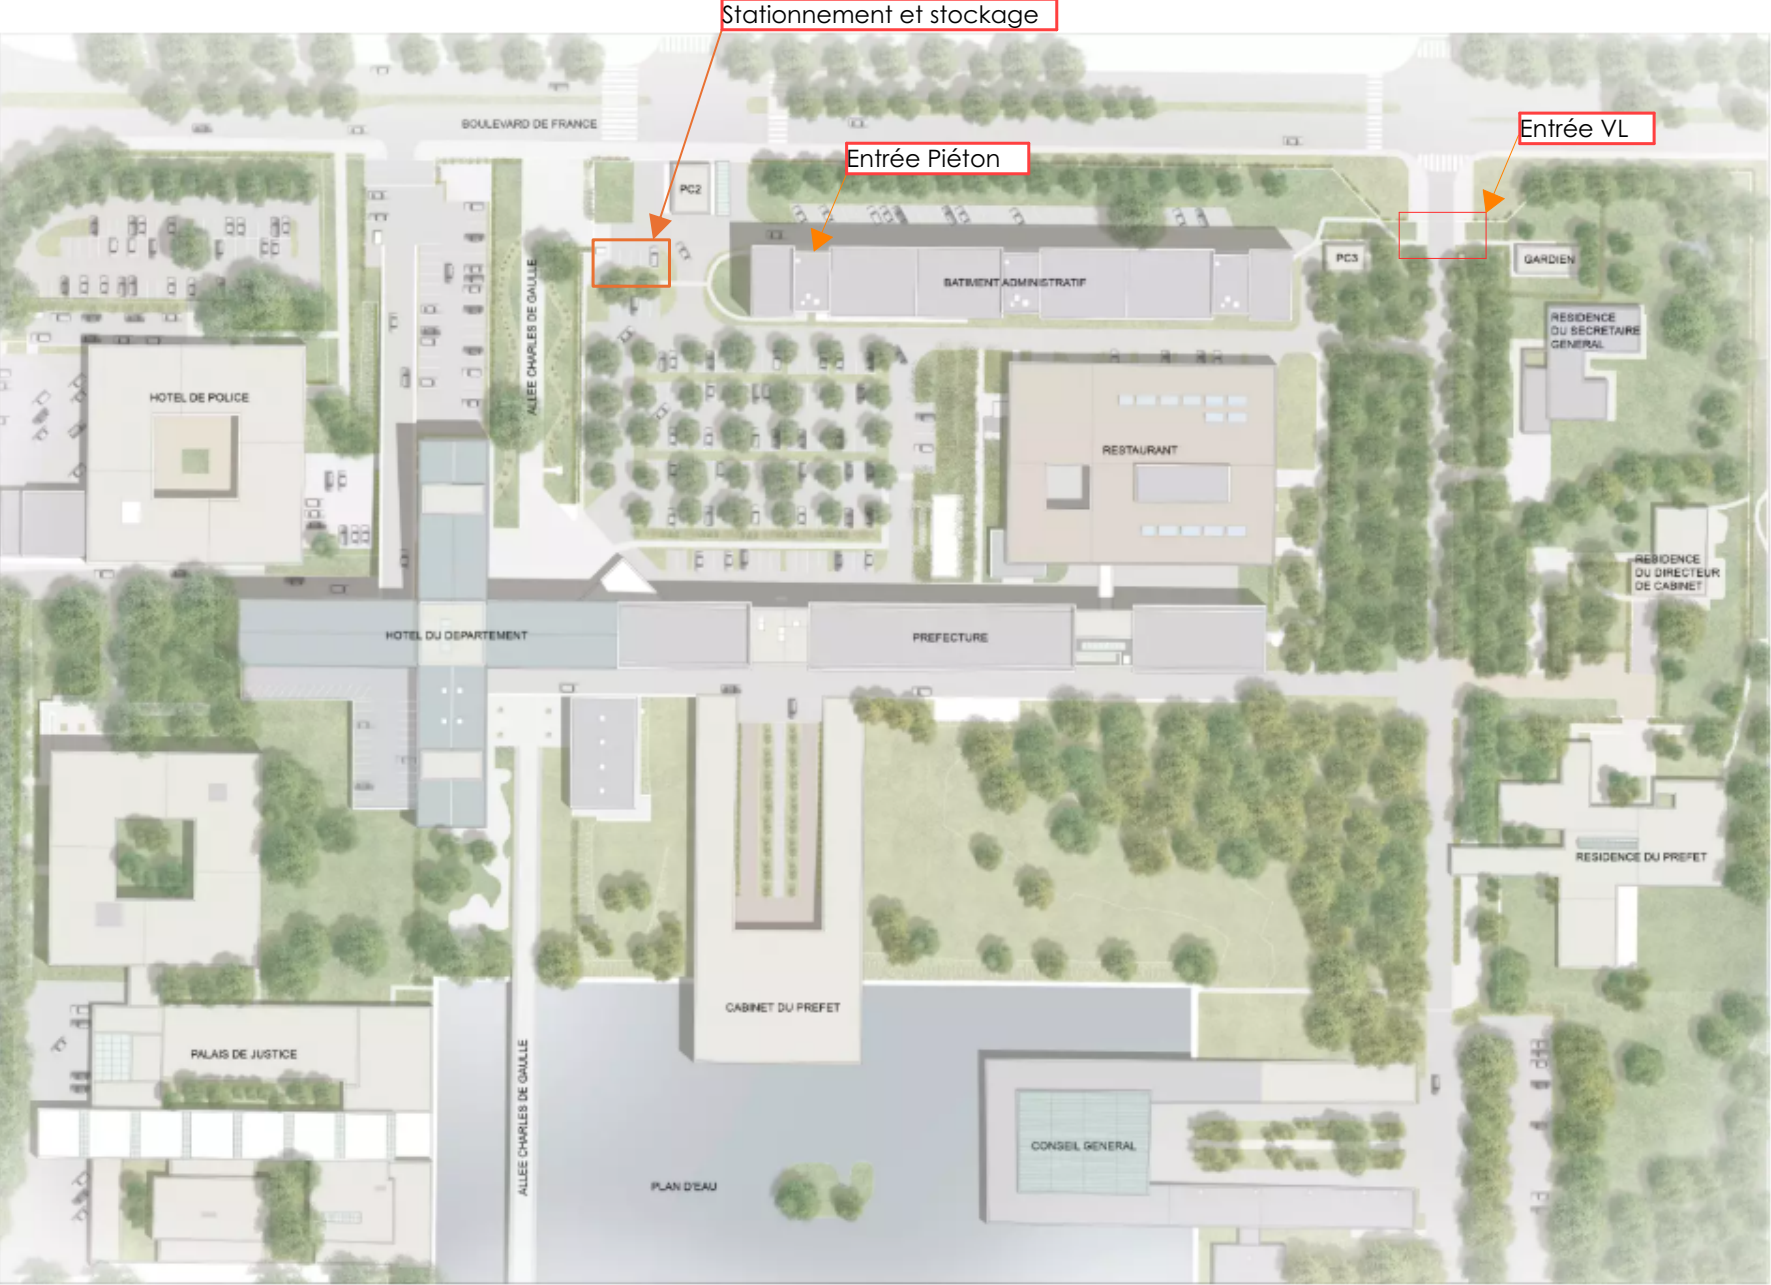 Stationnement et stockage
BOULEVARD DE FRANCE
Entrée VL
Entrée Piéton
PC2
ALLEE CHARLES DE GAULLE
PC3
GARDIEN
BATIMENT ADMINISTRATIF
RESIDENCE
DU SECRETAIRE
GENERAL
HOTEL DE POLICE
RESTAURANT
RESIDENCE
DU DIRECTEUR
DE CABINET
HOTEL DU DEPARTEMENT
PREFECTURE
RESIDENCE DU PREFET
CABINET DU PREFET
PALAIS DE JUSTICE
ALLEE CHARLES DE GAULLE
CONSEIL GENERAL
PLAN D'EAU